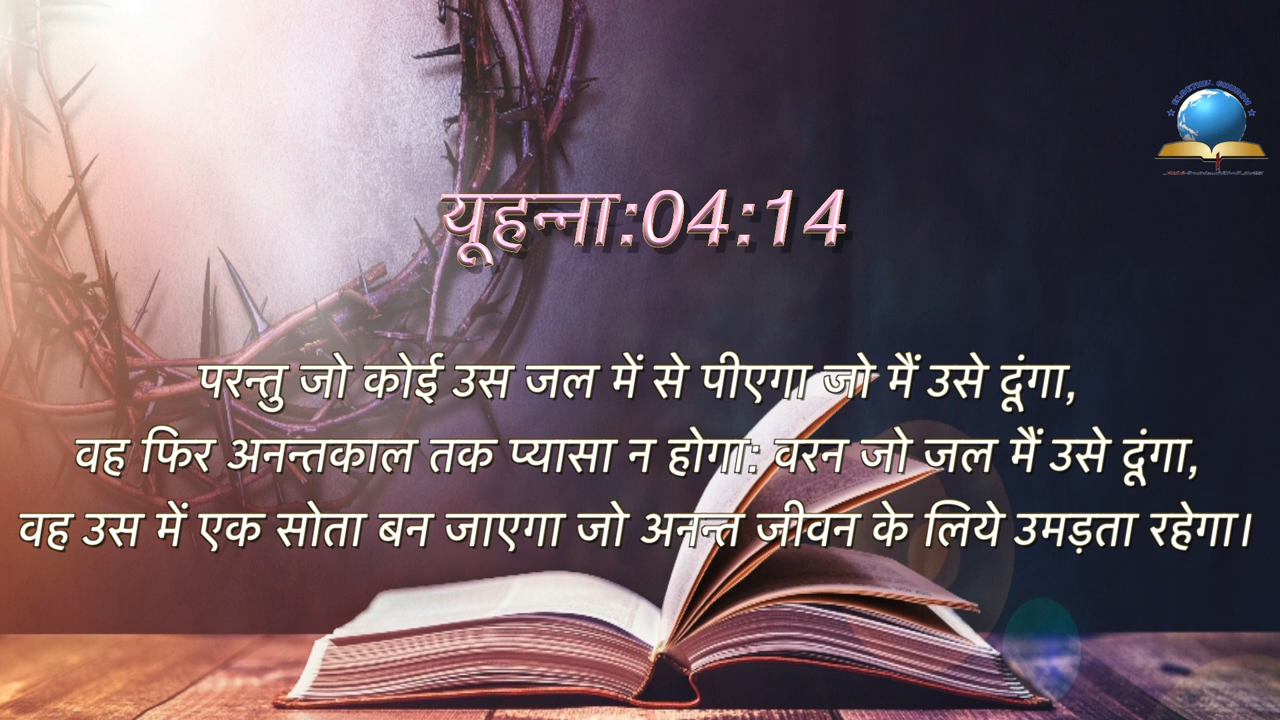 यूहन्ना:04:14
परन्तु जो कोई उस जल में से पीएगा जो मैं उसे दूंगा,
वह फिर अनन्तकाल तक प्यासा न होगा: वरन जो जल मैं उसे दूंगा,
वह उस में एक सोता बन जाएगा जो अनन्त जीवन के लिये उमड़ता रहेगा।